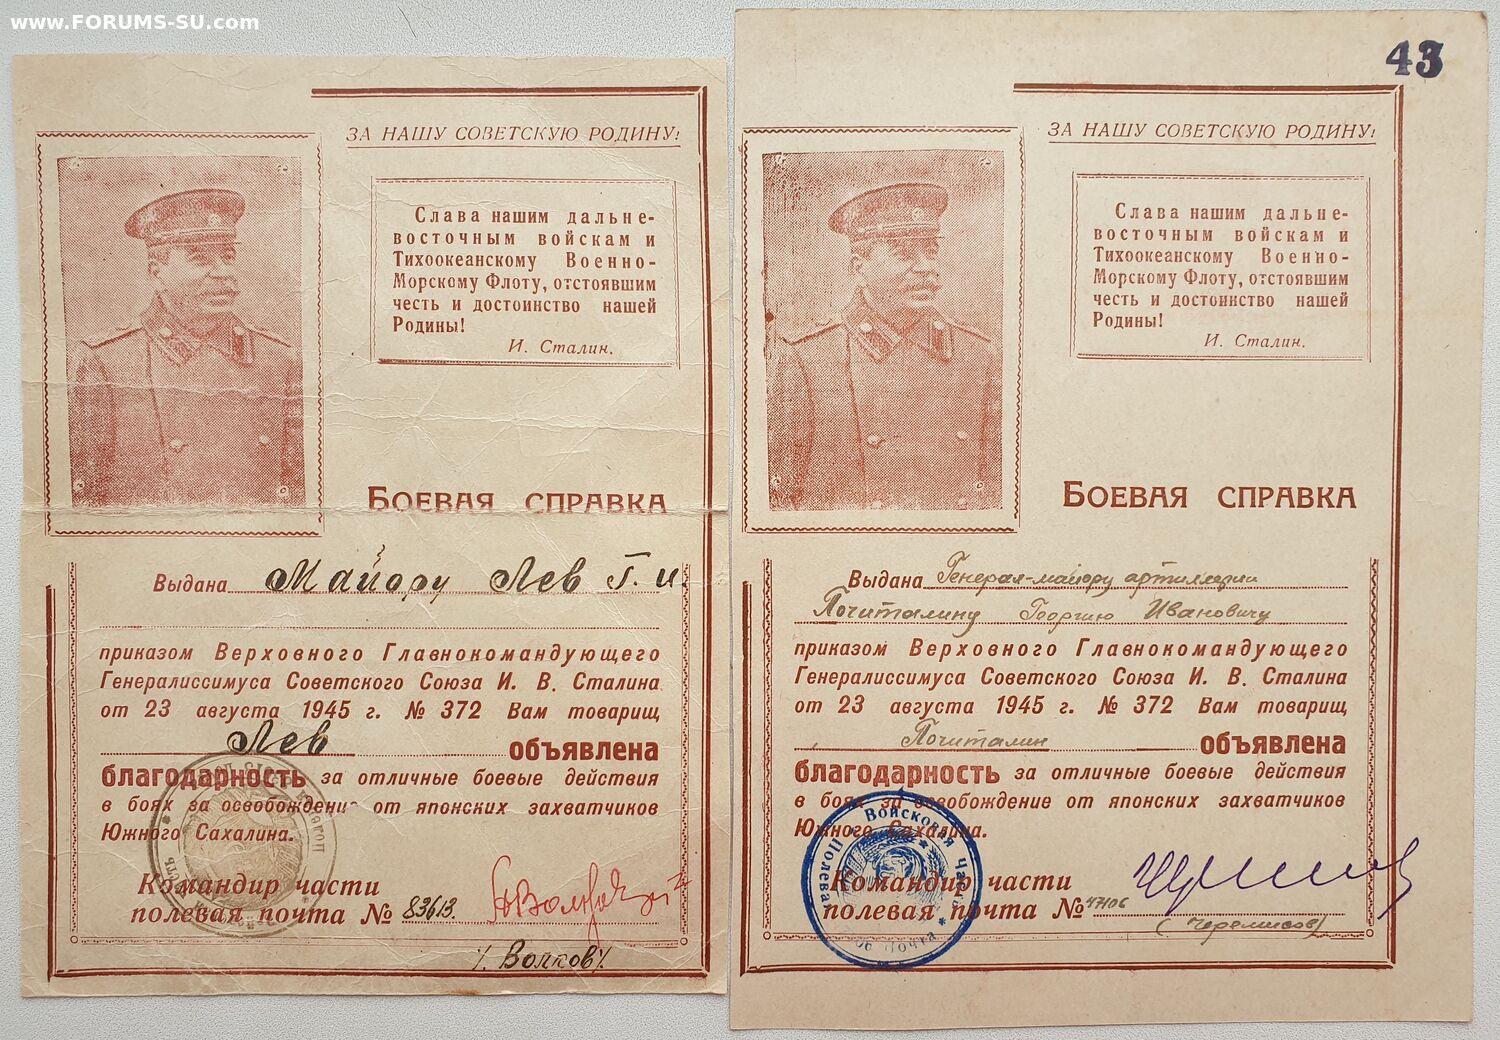 www.FORUMS-SU.com
ЗА НАШУ СОВЕТСКУЮ РОДИНУ!
Слава нашим дальне-
восточным войскам и
Тихоокеанскому Военно-
Морскому Флоту, отстоявшим
честь и достоинство нашей
Родины!
И. Сталин.
БОЕВАЯ СПРАВКА
Выдана Майору Лев Г. И.
приказом Верховного Главнокомандующего
Генералиссимуса Советского Союза И. В. Сталина
от 23 августа 1945 г. № 372 Вам товарищ
Лев объявлена
благодарность за отличные боевые действия
в боях за освобождение от японских захватчиков
Южного Сахалина.
Командир части
полевая почта № 83613.
/. Волков/.
43
ЗА НАШУ СОВЕТСКУЮ РОДИНУ!
Слава нашим дальне-
восточным войскам и
Тихоокеанскому Военно-
Морскому Флоту, отстоявшим
честь и достоинство нашей
Родины!
И. Сталин.
БОЕВАЯ СПРАВКА
Выдана Генерал-майору артиллерии
Почиталину Георгию Ивановичу
приказом Верховного Главнокомандующего
Генералиссимуса Советского Союза И. В. Сталина
от 23 августа 1945 г. № 372 Вам товарищ
Почиталин объявлена
благодарность за отличные боевые действия
в боях за освобождение от японских захватчиков
Южного Сахалина.
Командир части
полевая почта № 47106
(Черемисов)
Войсковая Часть * Полевая Почта *